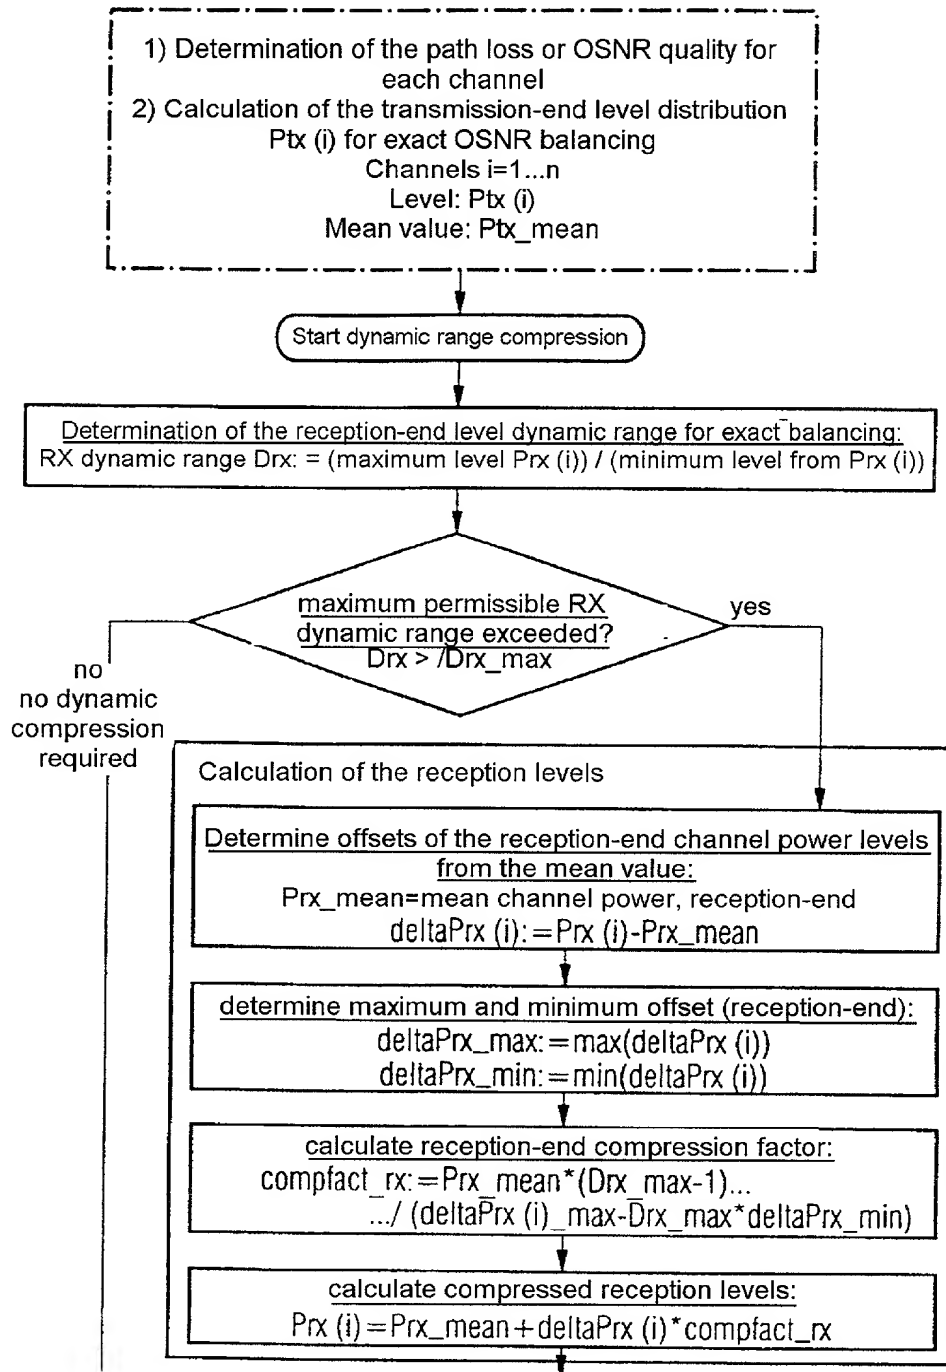 1) Determination of the path loss or OSNR quality for
each channel
2) Calculation of the transmission-end level distribution
Ptx (i) for exact OSNR balancing
Channels i=1...n
Level: Ptx (i)
Mean value: Ptx_mean
Start dynamic range compression
Determination of the reception-end level dynamic range for exact balancing:
RX dynamic range Drx: = (maximum level Prx (i)) / (minimum level from Prx (i))
maximum permissible RX
dynamic range exceeded?
Drx > /Drx_max
yes
no
no dynamic
compression
required
Calculation of the reception levels
Determine offsets of the reception-end channel power levels
from the mean value:
Prx_mean=mean channel power, reception-end
deltaPrx (i):=Prx (i)-Prx_mean
determine maximum and minimum offset (reception-end):
deltaPrx_max:=max(deltaPrx (i))
deltaPrx_min:=min(deltaPrx (i))
calculate reception-end compression factor:
compfact_rx:=Prx_mean*(Drx_max-1)...
.../ (deltaPrx (i)_max-Drx_max*deltaPrx_min)
calculate compressed reception levels:
Prx (i)=Prx_mean+deltaPrx (i)*compfact_rx